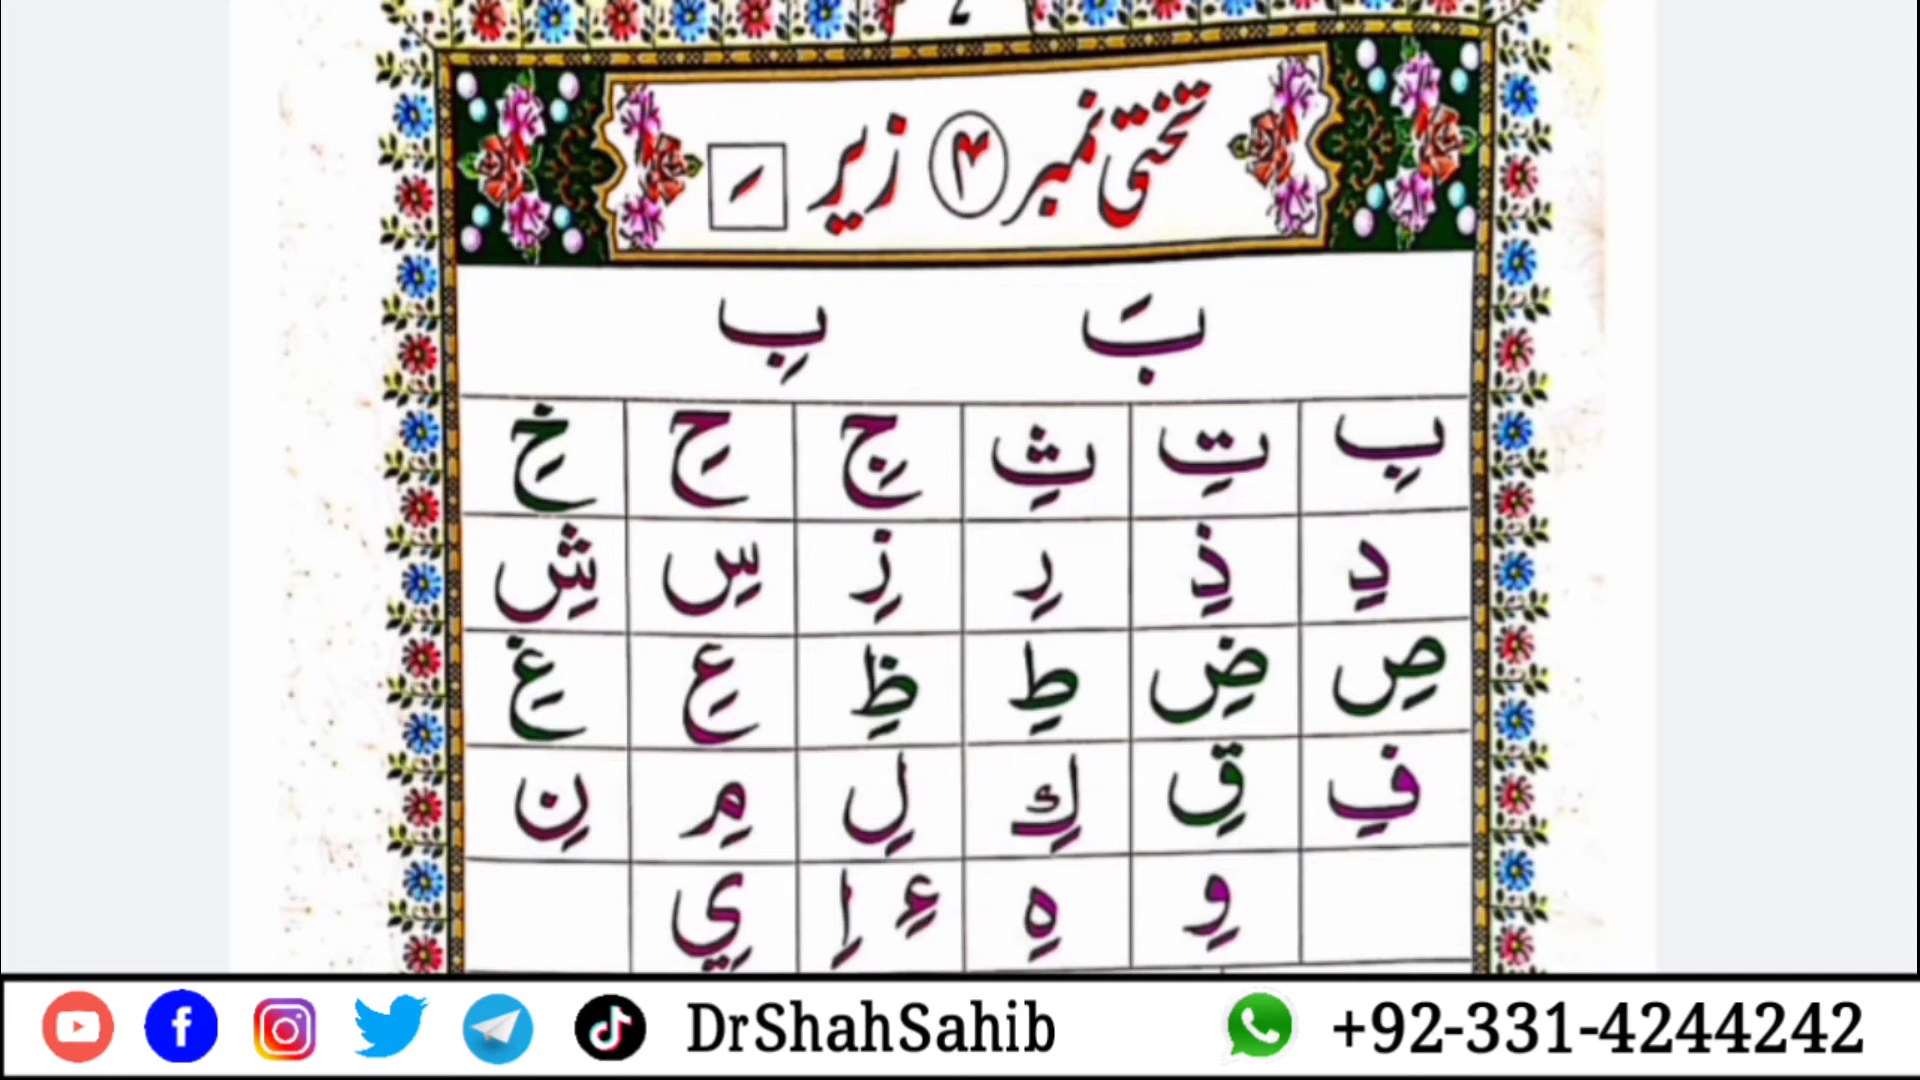 تختی نمبر ۴ زیر ـَ
بَ بِ
بِ تِ ثِ جِ حِ خِ
دِ ذِ رِ زِ سِ شِ
صِ ضِ طِ ظِ عِ غِ
فِ قِ كِ لِ مِ نِ
وِ هِ ءِ اِ يِ
DrShahSahib +92-331-4244242